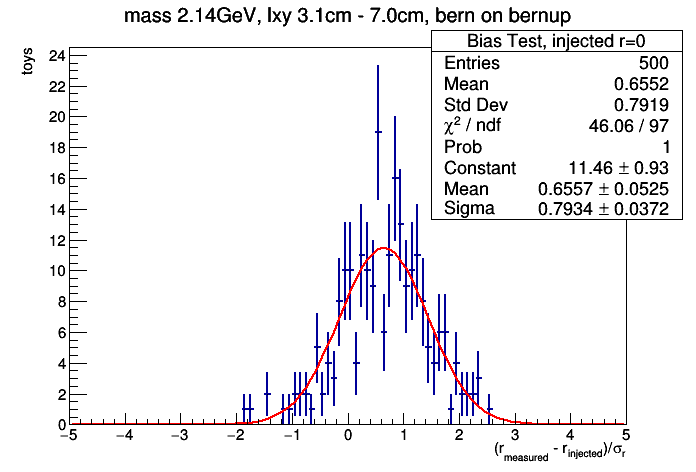 mass 2.14GeV, lxy 3.1cm - 7.0cm, bern on bernup
Bias Test, injected r=0
Entries 500
Mean 0.6552
Std Dev 0.7919
χ² / ndf 46.06 / 97
Prob 1
Constant 11.46 ± 0.93
Mean 0.6557 ± 0.0525
Sigma 0.7934 ± 0.0372
toys
24
22
20
18
16
14
12
10
8
6
4
2
0
−5 −4 −3 −2 −1 0 1 2 3 4 5
(r_measured - r_injected)/σ_r